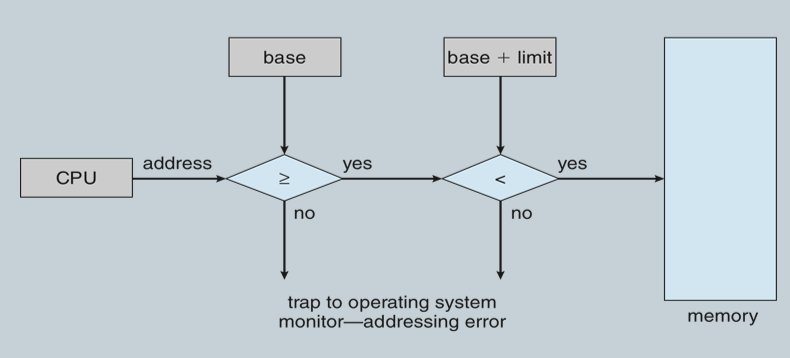 base
base + limit
CPU
address
≥
yes
<
yes
no
no
trap to operating system
monitor—addressing error
memory